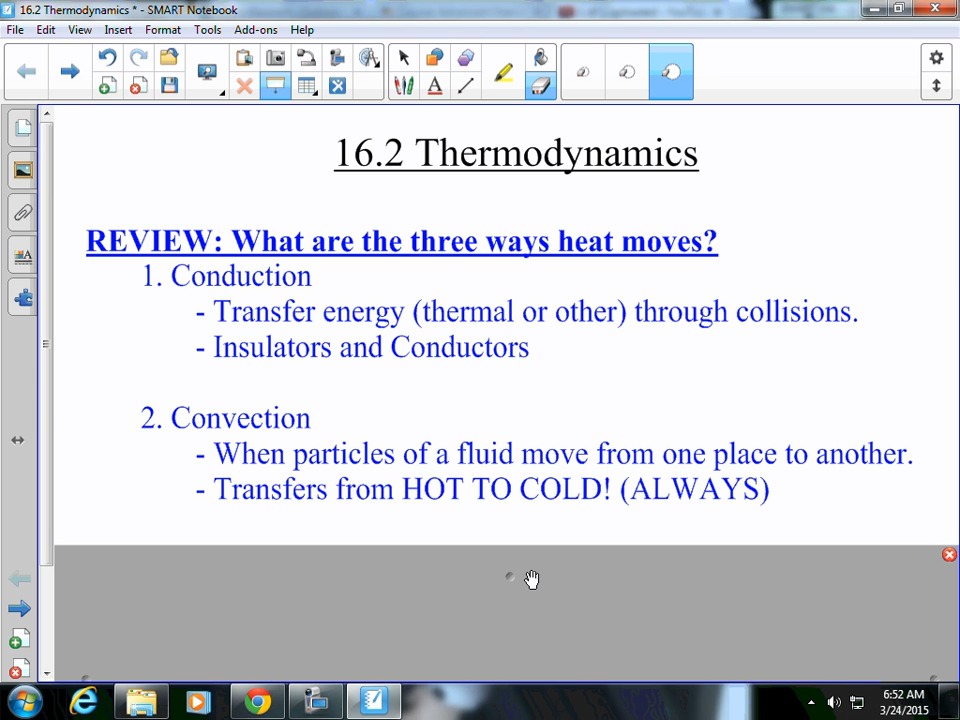 16.2 Thermodynamics * - SMART Notebook
File Edit View Insert Format Tools Add-ons Help
16.2 Thermodynamics
REVIEW: What are the three ways heat moves?
1. Conduction
- Transfer energy (thermal or other) through collisions.
- Insulators and Conductors
2. Convection
- When particles of a fluid move from one place to another.
- Transfers from HOT TO COLD! (ALWAYS)
6:52 AM
3/24/2015